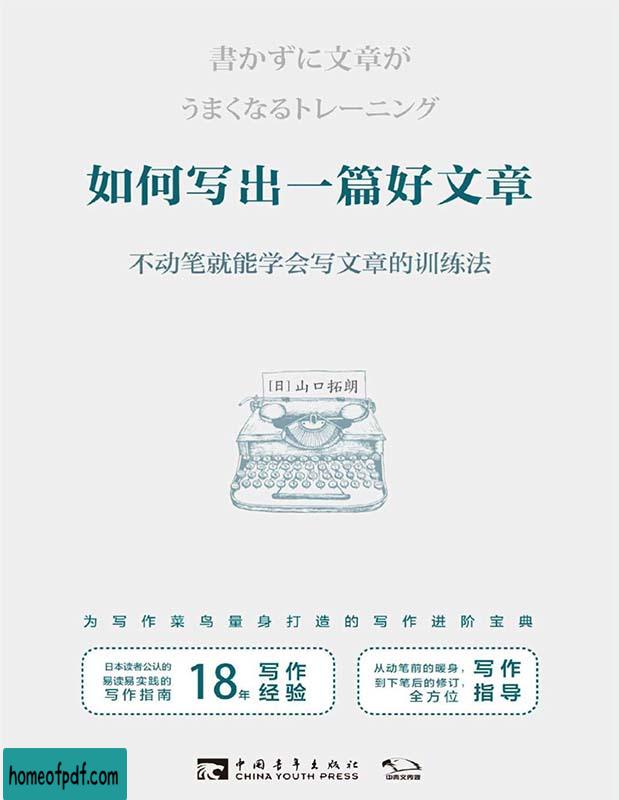 書かずに文章が
うまくなるトレーニング
如何写出一篇好文章
不动笔就能学会写文章的训练法
[日]山口拓朗
为写作菜鸟量身打造的写作进阶宝典
日本读者公认的
易读易实践的
写作指南
18年
写作
经验
从动笔前的暖身，
到下笔后的修订，
全方位
写作
指导
中国青年出版社
CHINA YOUTH PRESS
中青文传媒
homeofpdf.com